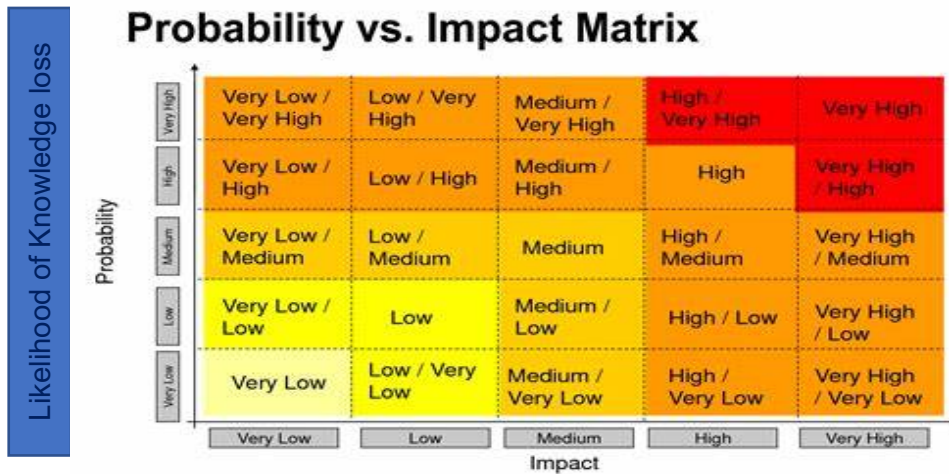 Probability vs. Impact Matrix
Likelihood of Knowledge loss
Probability
Very High
Very Low /
Very High
Low / Very
High
Medium /
Very High
High /
Very High
Very High
High
Very Low /
High
Low / High
Medium /
High
High
Very High
/ High
Medium
Very Low /
Medium
Low /
Medium
Medium
High /
Medium
Very High
/ Medium
Low
Very Low /
Low
Low
Medium /
Low
High / Low
Very High
/ Low
Very Low
Very Low
Low / Very
Low
Medium /
Very Low
High /
Very Low
Very High
/ Very Low
Very Low
Low
Medium
High
Very High
Impact